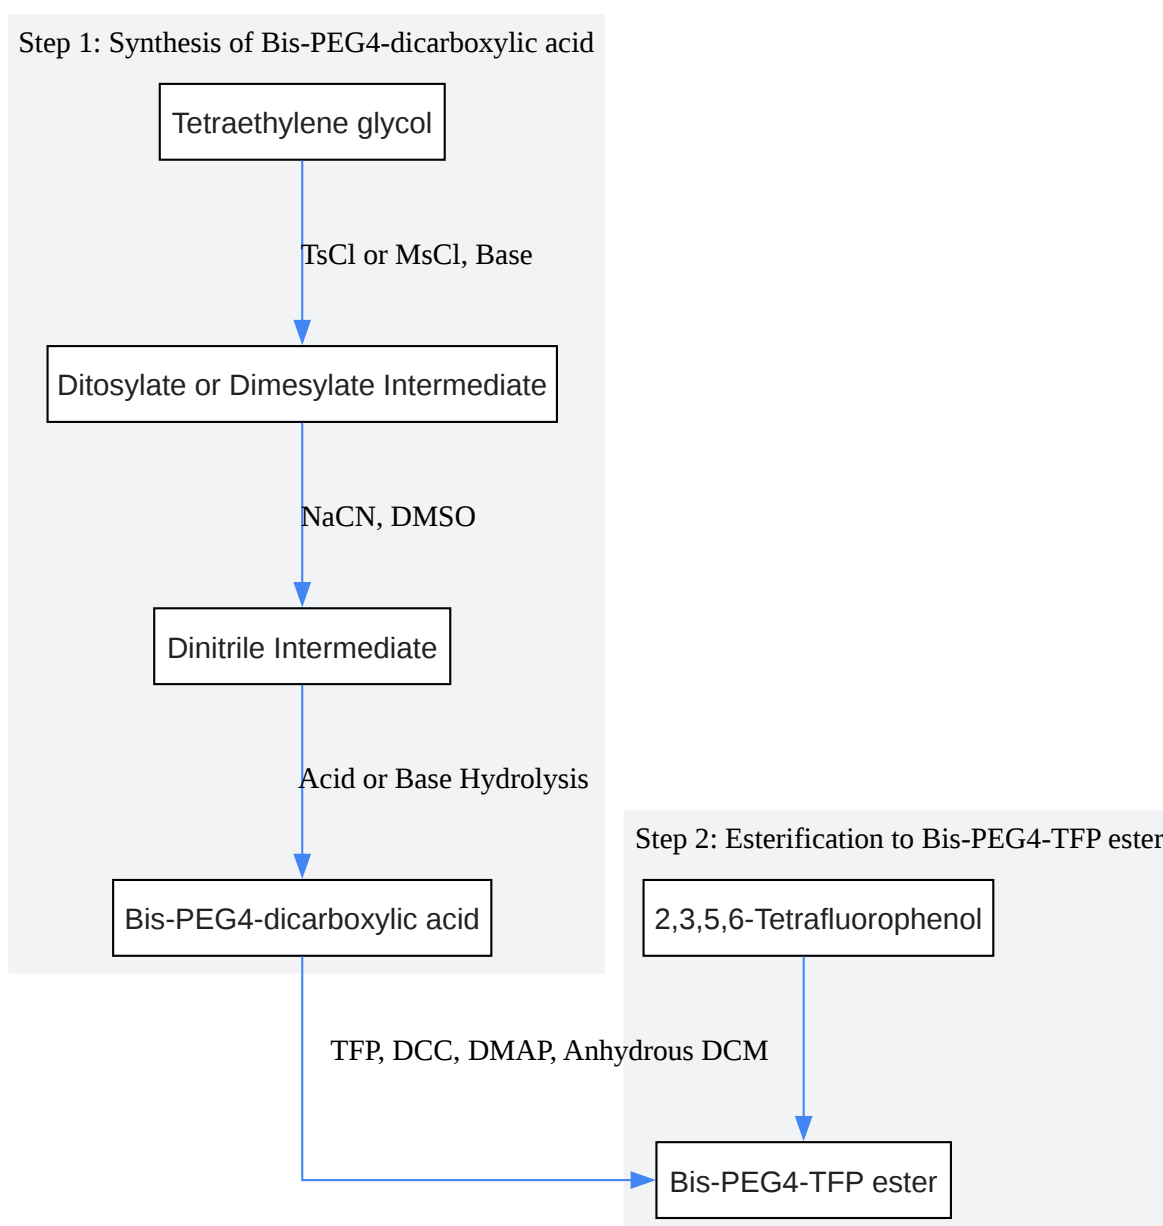 Step 1: Synthesis of Bis-PEG4-dicarboxylic acid
Tetraethylene glycol
TsCl or MsCl, Base
Ditosylate or Dimesylate Intermediate
NaCN, DMSO
Dinitrile Intermediate
Acid or Base Hydrolysis
Bis-PEG4-dicarboxylic acid
Step 2: Esterification to Bis-PEG4-TFP ester
2,3,5,6-Tetrafluorophenol
TFP, DCC, DMAP, Anhydrous DCM
Bis-PEG4-TFP ester